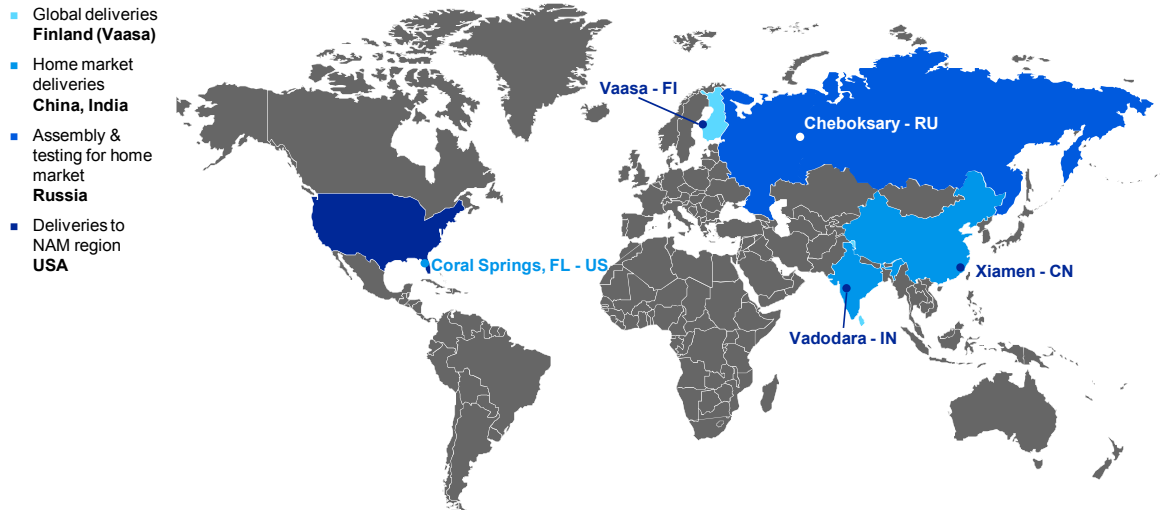 Global deliveries
Finland (Vaasa)
Home market
deliveries
China, India
Assembly &
testing for home
market
Russia
Deliveries to
NAM region
USA
Vaasa - FI
Cheboksary - RU
Coral Springs, FL - US
Xiamen - CN
Vadodara - IN